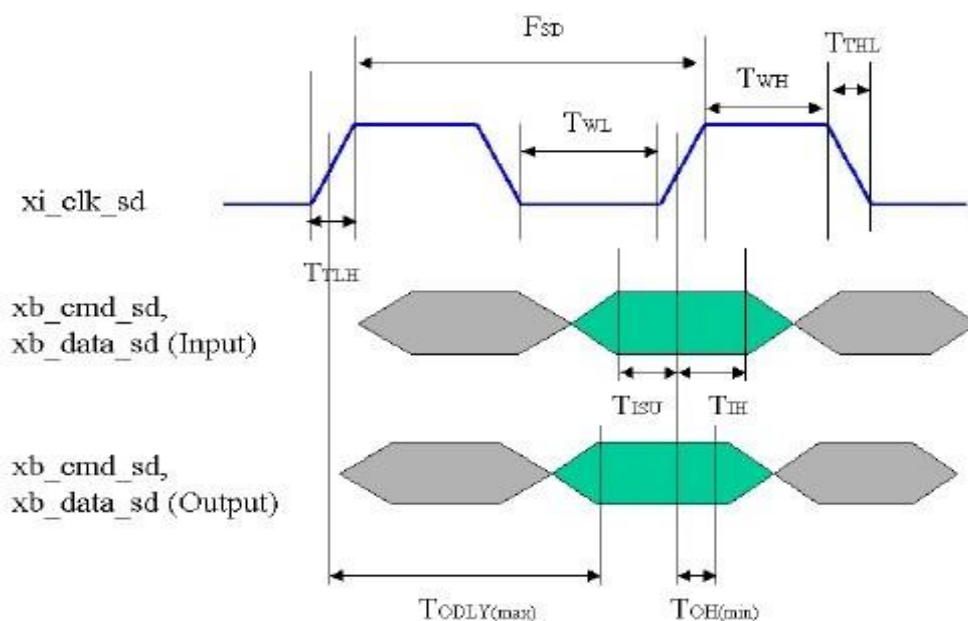 FSD
TTHL
TWH
TWL
xi_clk_sd
TTLH
xb_cmd_sd,
xb_data_sd (Input)
TISU
TIH
xb_cmd_sd,
xb_data_sd (Output)
TODLY(max)
TOH(min)